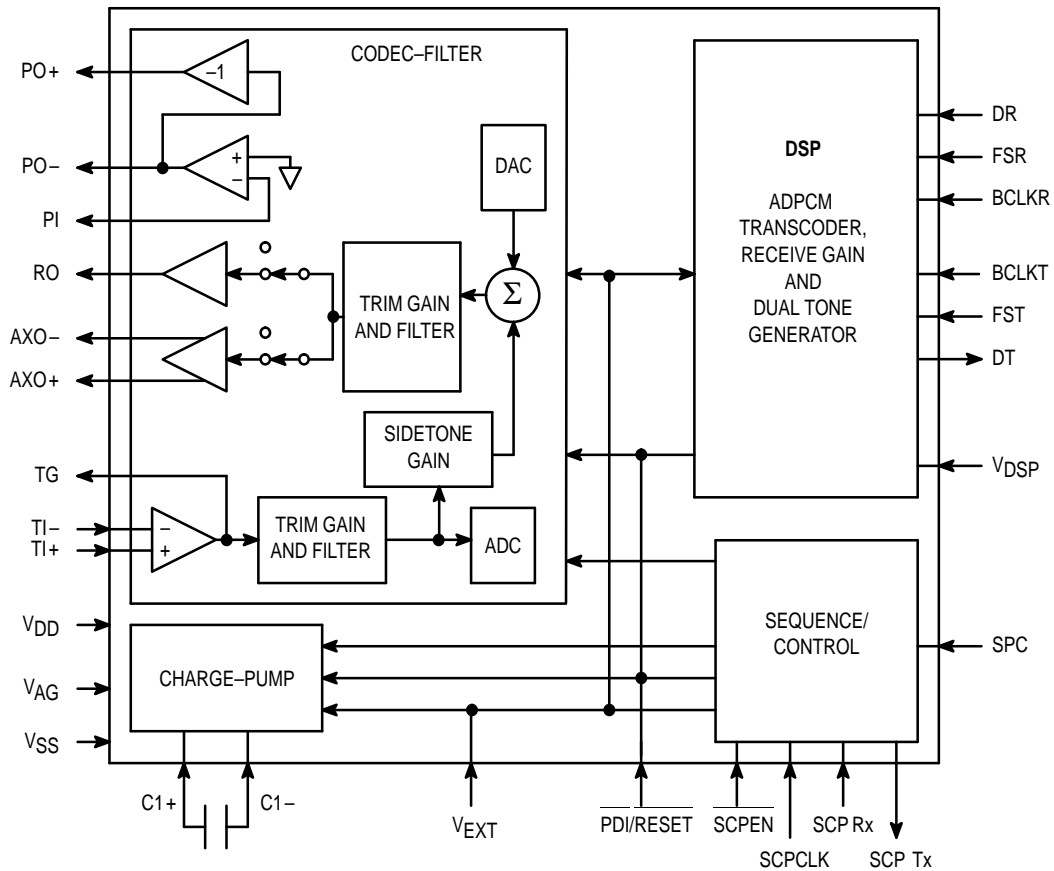 CODEC–FILTER
PO+
–1
PO–
+
–
PI
RO
AXO–
AXO+
TRIM GAIN
AND FILTER
DAC
Σ
SIDETONE
GAIN
TG
TI–
TI+
–
+
TRIM GAIN
AND FILTER
ADC
DSP
ADPCM
TRANSCODER,
RECEIVE GAIN
AND
DUAL TONE
GENERATOR
DR
FSR
BCLKR
BCLKT
FST
DT
VDSP
SEQUENCE/
CONTROL
SPC
VDD
VAG
VSS
CHARGE–PUMP
C1+
C1–
VEXT
PDI/RESET
SCPEN
SCPCLK
SCP Rx
SCP Tx